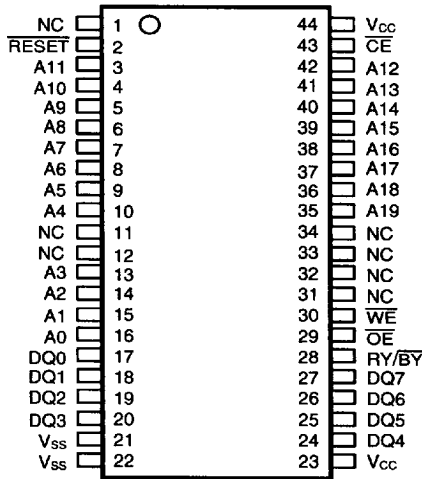 NC 1 44 Vcc
RESET 2 43 CE
A11 3 42 A12
A10 4 41 A13
A9 5 40 A14
A8 6 39 A15
A7 7 38 A16
A6 8 37 A17
A5 9 36 A18
A4 10 35 A19
NC 11 34 NC
NC 12 33 NC
A3 13 32 NC
A2 14 31 NC
A1 15 30 WE
A0 16 29 OE
DQ0 17 28 RY/BY
DQ1 18 27 DQ7
DQ2 19 26 DQ6
DQ3 20 25 DQ5
Vss 21 24 DQ4
Vss 22 23 Vcc